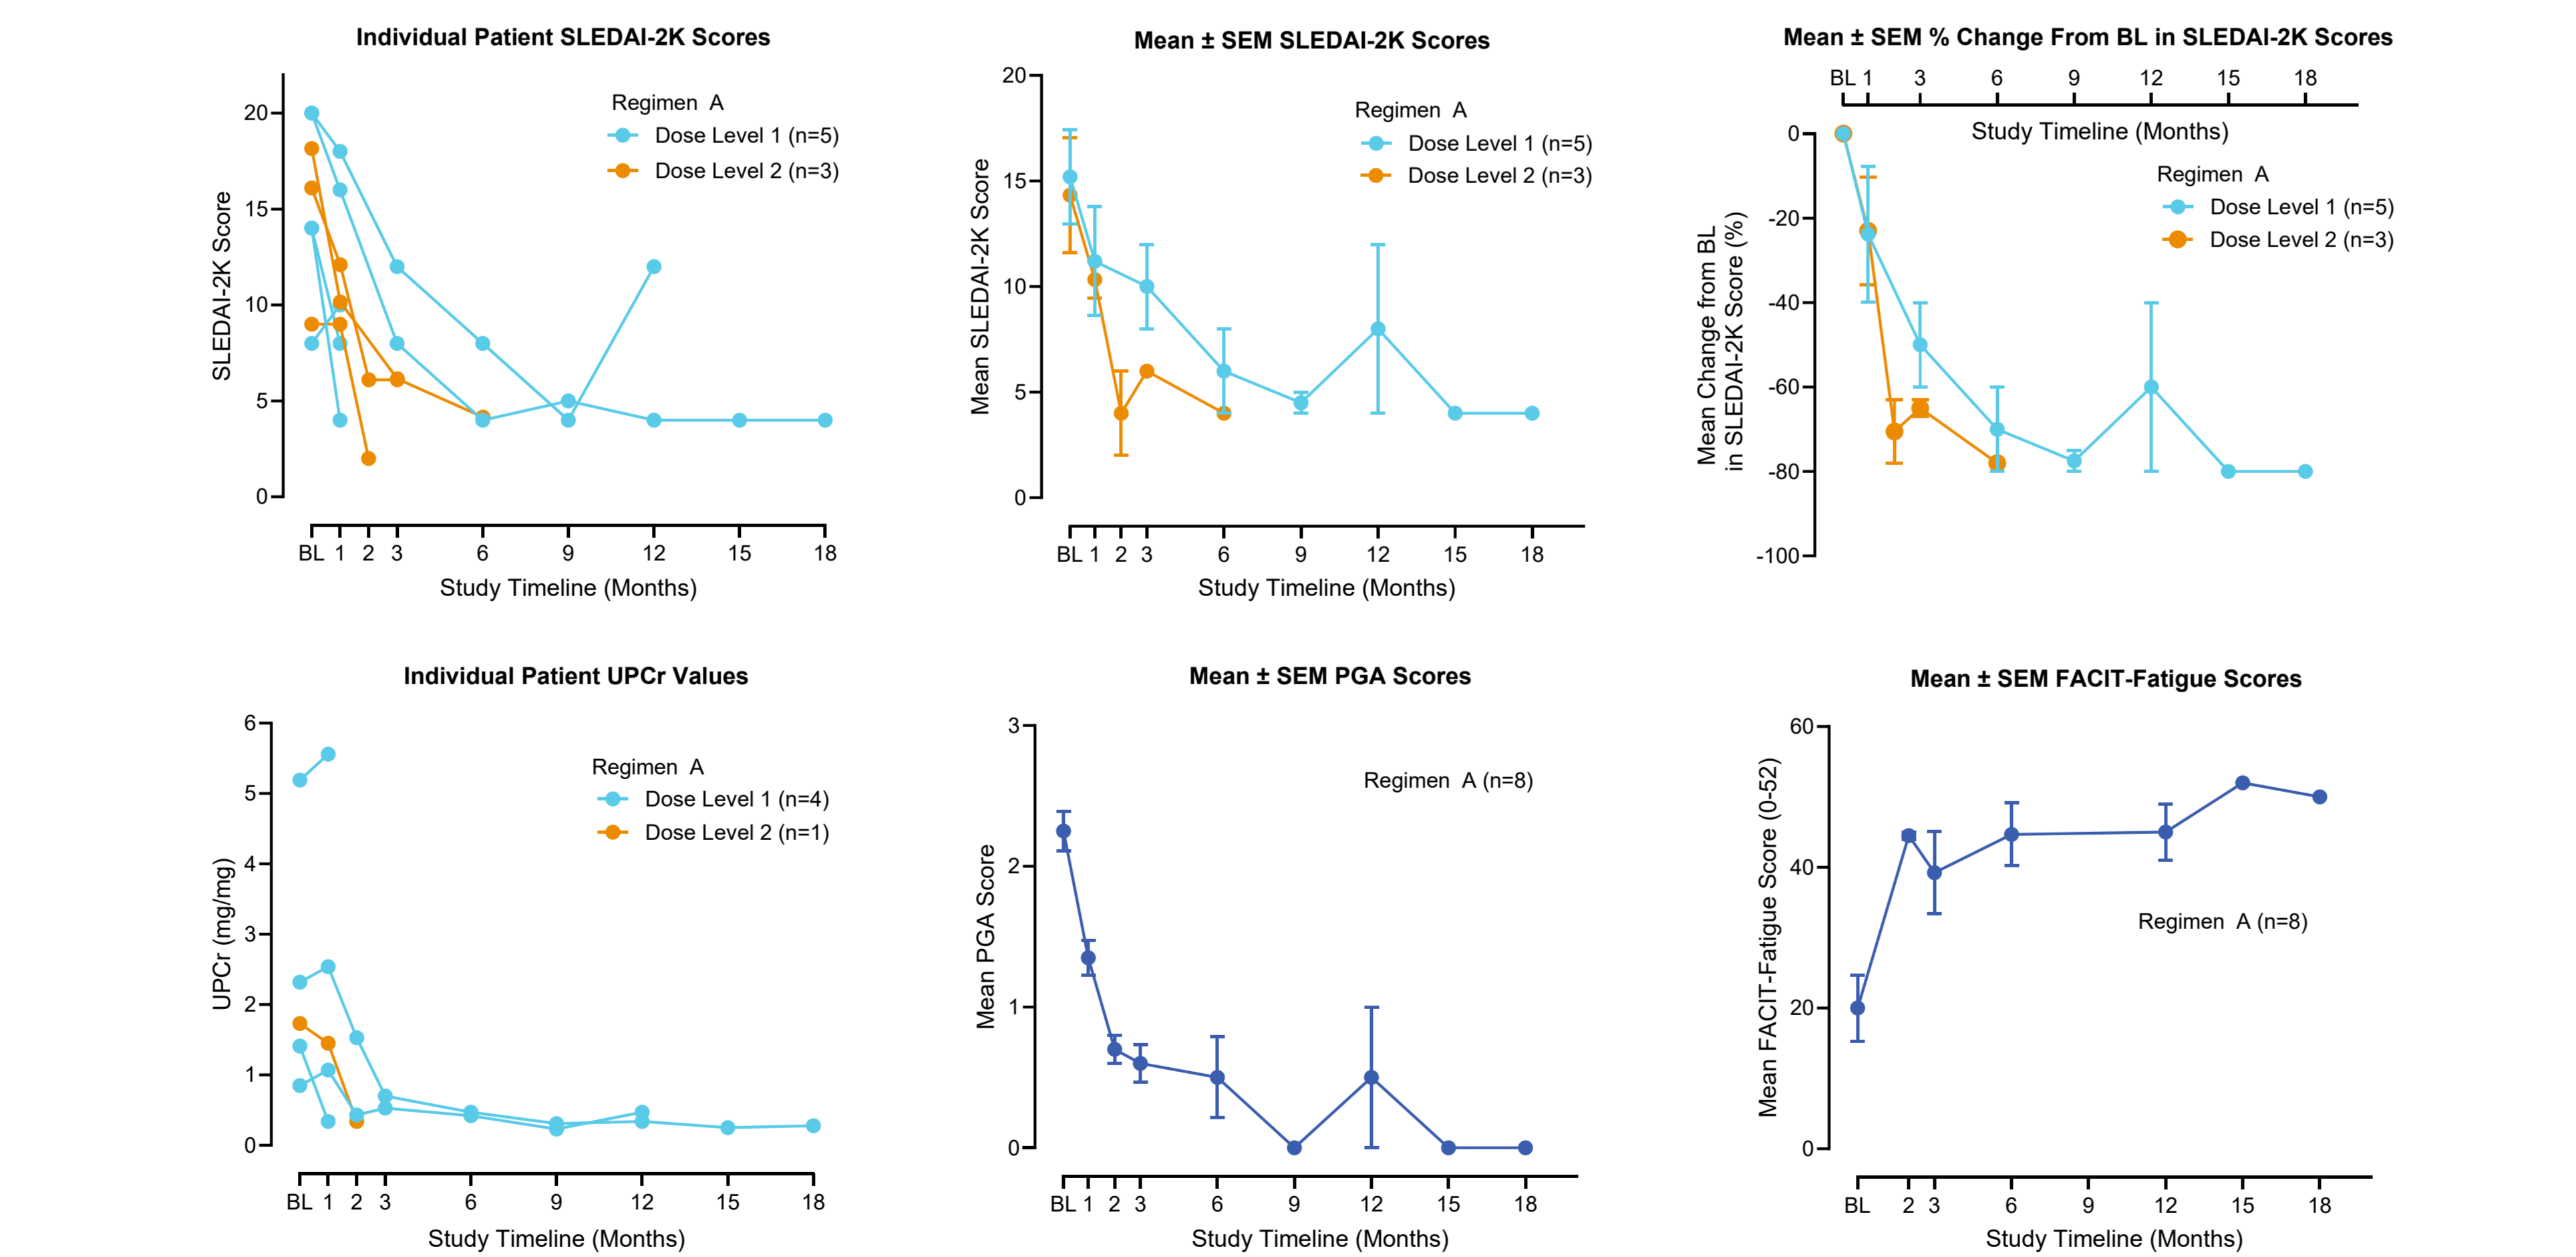 Individual Patient SLEDAI-2K Scores
SLEDAI-2K Score
20
15
10
5
0
Regimen A
Dose Level 1 (n=5)
Dose Level 2 (n=3)
BL 1 2 3 6 9 12 15 18
Study Timeline (Months)
Mean ± SEM SLEDAI-2K Scores
Mean SLEDAI-2K Score
20
15
10
5
0
Regimen A
Dose Level 1 (n=5)
Dose Level 2 (n=3)
BL 1 2 3 6 9 12 15 18
Study Timeline (Months)
Mean ± SEM % Change From BL in SLEDAI-2K Scores
BL 1 3 6 9 12 15 18
Study Timeline (Months)
Mean Change from BL
in SLEDAI-2K Score (%)
0
-20
-40
-60
-80
-100
Regimen A
Dose Level 1 (n=5)
Dose Level 2 (n=3)
Individual Patient UPCr Values
UPCr (mg/mg)
6
5
4
3
2
1
0
Regimen A
Dose Level 1 (n=4)
Dose Level 2 (n=1)
BL 1 2 3 6 9 12 15 18
Study Timeline (Months)
Mean ± SEM PGA Scores
Mean PGA Score
3
2
1
0
Regimen A (n=8)
BL 1 2 3 6 9 12 15 18
Study Timeline (Months)
Mean ± SEM FACIT-Fatigue Scores
Mean FACIT-Fatigue Score (0-52)
60
40
20
0
Regimen A (n=8)
BL 2 3 6 9 12 15 18
Study Timeline (Months)